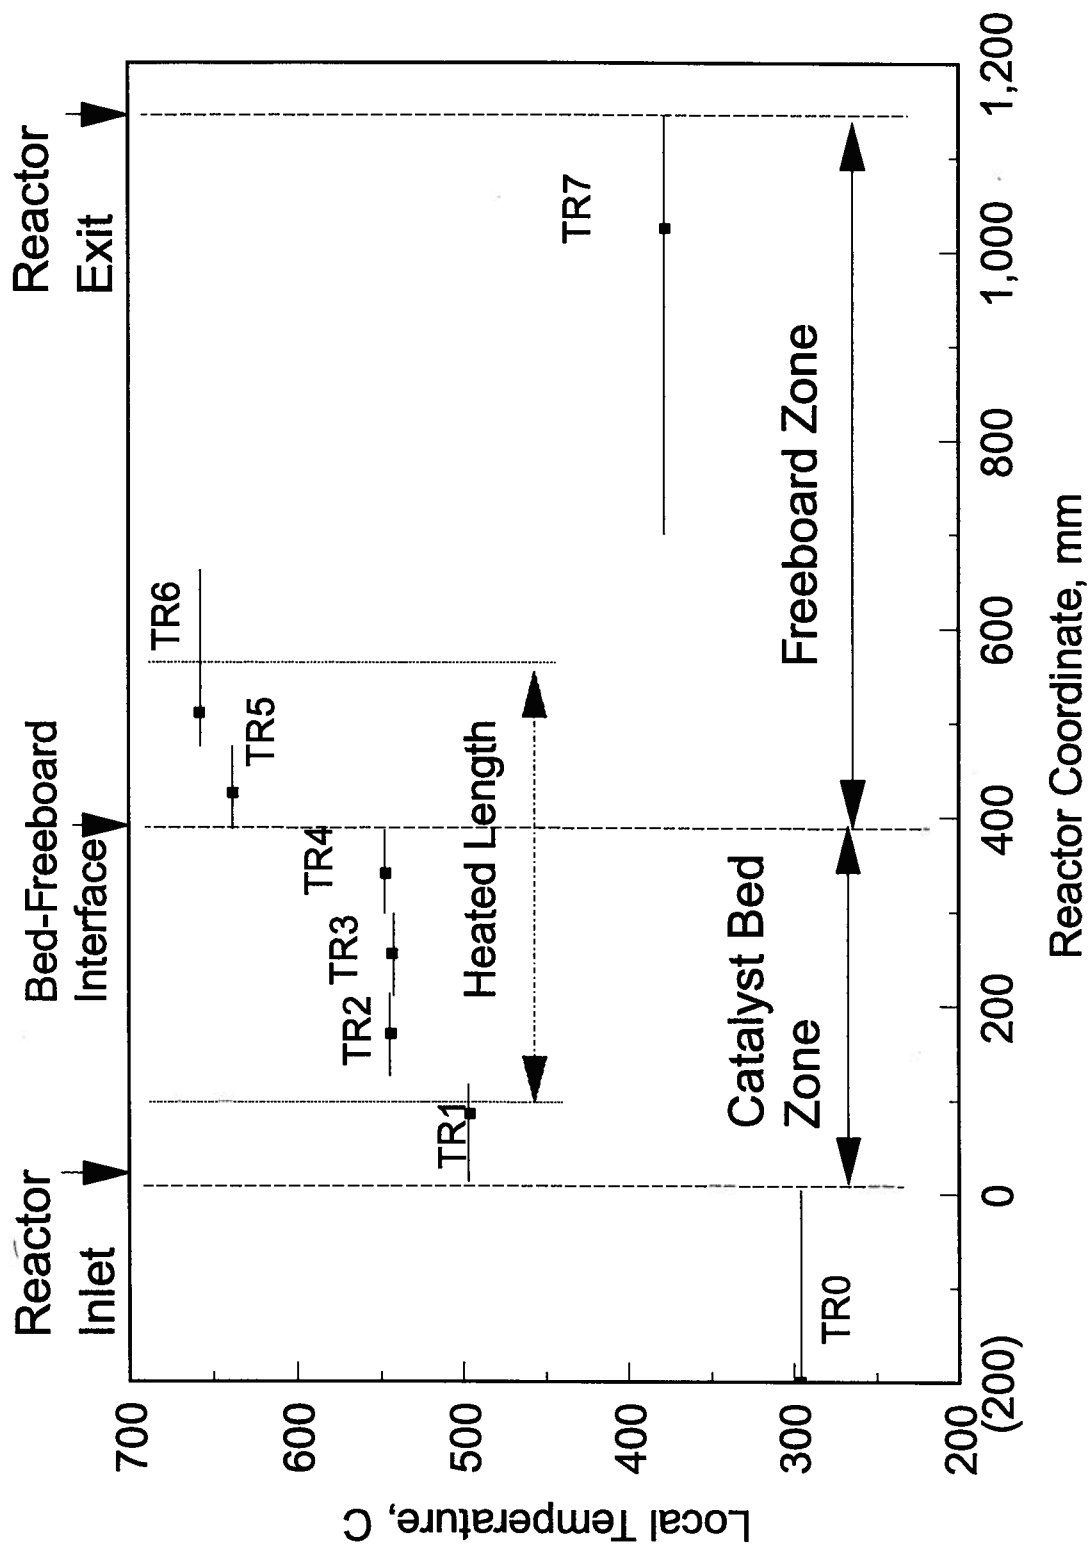 Reactor
Inlet
Bed-Freeboard
Interface
Reactor
Exit
700
600
500
400
300
200
Local Temperature, C
TR0
TR1
TR2
TR3
TR4
TR5
TR6
TR7
Heated Length
Catalyst Bed
Zone
Freeboard Zone
(200)
0
200
400
600
800
1,000
1,200
Reactor Coordinate, mm